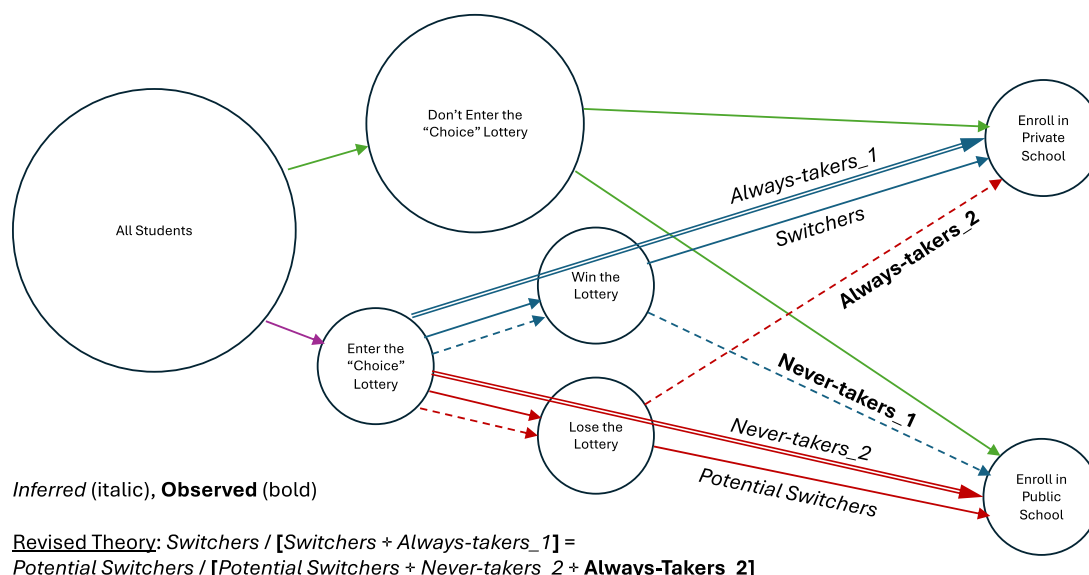 Don't Enter the
“Choice” Lottery
Enroll in
Private
School
Always-takers_1
Switchers
Always-takers_2
All Students
Win the
Lottery
Enter the
“Choice”
Lottery
Never-takers_1
Lose the
Lottery
Never-takers_2
Potential Switchers
Enroll in
Public
School
Inferred (italic), Observed (bold)
Revised Theory: Switchers / [Switchers + Always-takers_1] =
Potential Switchers / [Potential Switchers + Never-takers_2 + Always-Takers_2]